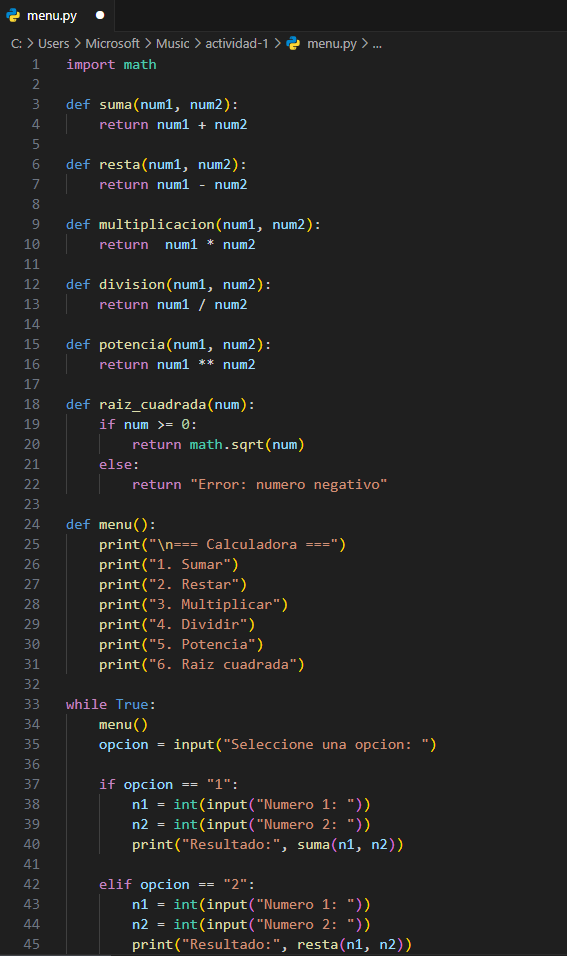 menu.py
C: > Users > Microsoft > Music > actividad-1 > menu.py > ...
1 import math
2
3 def suma(num1, num2):
4     return num1 + num2
5
6 def resta(num1, num2):
7     return num1 - num2
8
9 def multiplicacion(num1, num2):
10     return  num1 * num2
11
12 def division(num1, num2):
13     return num1 / num2
14
15 def potencia(num1, num2):
16     return num1 ** num2
17
18 def raiz_cuadrada(num):
19     if num >= 0:
20         return math.sqrt(num)
21     else:
22         return "Error: numero negativo"
23
24 def menu():
25     print("\n=== Calculadora ===")
26     print("1. Sumar")
27     print("2. Restar")
28     print("3. Multiplicar")
29     print("4. Dividir")
30     print("5. Potencia")
31     print("6. Raiz cuadrada")
32
33 while True:
34     menu()
35     opcion = input("Seleccione una opcion: ")
36
37     if opcion == "1":
38         n1 = int(input("Numero 1: "))
39         n2 = int(input("Numero 2: "))
40         print("Resultado:", suma(n1, n2))
41
42     elif opcion == "2":
43         n1 = int(input("Numero 1: "))
44         n2 = int(input("Numero 2: "))
45         print("Resultado:", resta(n1, n2))